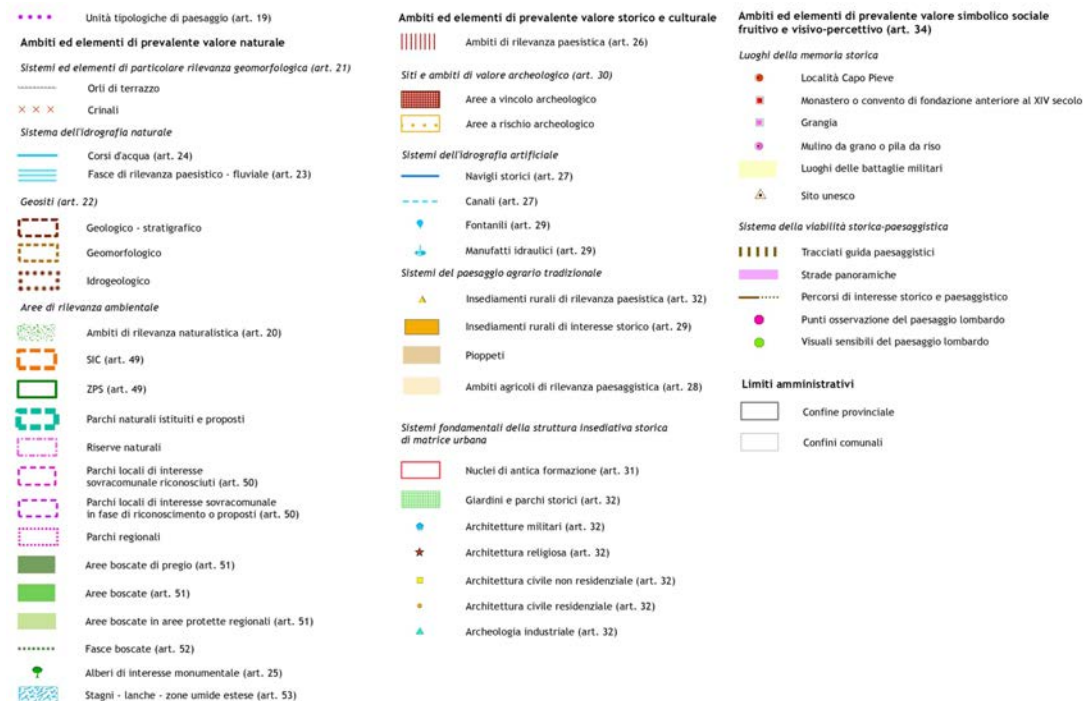 Unità tipologiche di paesaggio (art. 19)
Ambiti ed elementi di prevalente valore naturale
Sistemi ed elementi di particolare rilevanza geomorfologica (art. 21)
Orli di terrazzo
Crinali
Sistema dell'idrografia naturale
Corsi d'acqua (art. 24)
Fasce di rilevanza paesistico - fluviale (art. 23)
Geositi (art. 22)
Geologico - stratigrafico
Geomorfologico
Idrogeologico
Aree di rilevanza ambientale
Ambiti di rilevanza naturalistica (art. 20)
SIC (art. 49)
ZPS (art. 49)
Parchi naturali istituiti e proposti
Riserve naturali
Parchi locali di interesse
sovracomunale riconosciuti (art. 50)
Parchi locali di interesse sovracomunale
in fase di riconoscimento o proposti (art. 50)
Parchi regionali
Aree boscate di pregio (art. 51)
Aree boscate (art. 51)
Aree boscate in aree protette regionali (art. 51)
Fasce boscate (art. 52)
Alberi di interesse monumentale (art. 25)
Stagni - lanche - zone umide estese (art. 53)
Ambiti ed elementi di prevalente valore storico e culturale
Ambiti di rilevanza paesistica (art. 26)
Siti e ambiti di valore archeologico (art. 30)
Aree a vincolo archeologico
Aree a rischio archeologico
Sistemi dell'idrografia artificiale
Navigli storici (art. 27)
Canali (art. 27)
Fontanili (art. 29)
Manufatti idraulici (art. 29)
Sistemi del paesaggio agrario tradizionale
Insediamenti rurali di rilevanza paesistica (art. 32)
Insediamenti rurali di interesse storico (art. 29)
Pioppeti
Ambiti agricoli di rilevanza paesaggistica (art. 28)
Sistemi fondamentali della struttura insediativa storica
di matrice urbana
Nuclei di antica formazione (art. 31)
Giardini e parchi storici (art. 32)
Architetture militari (art. 32)
Architettura religiosa (art. 32)
Architettura civile non residenziale (art. 32)
Architettura civile residenziale (art. 32)
Archeologia industriale (art. 32)
Ambiti ed elementi di prevalente valore simbolico sociale
fruitivo e visivo-percettivo (art. 34)
Luoghi della memoria storica
Località Capo Pieve
Monastero o convento di fondazione anteriore al XIV secolo
Grangia
Mulino da grano o pila da riso
Luoghi delle battaglie militari
Sito unesco
Sistema della viabilità storica-paesaggistica
Tracciati guida paesaggistici
Strade panoramiche
Percorsi di interesse storico e paesaggistico
Punti osservazione del paesaggio lombardo
Visuali sensibili del paesaggio lombardo
Limiti amministrativi
Confine provinciale
Confini comunali